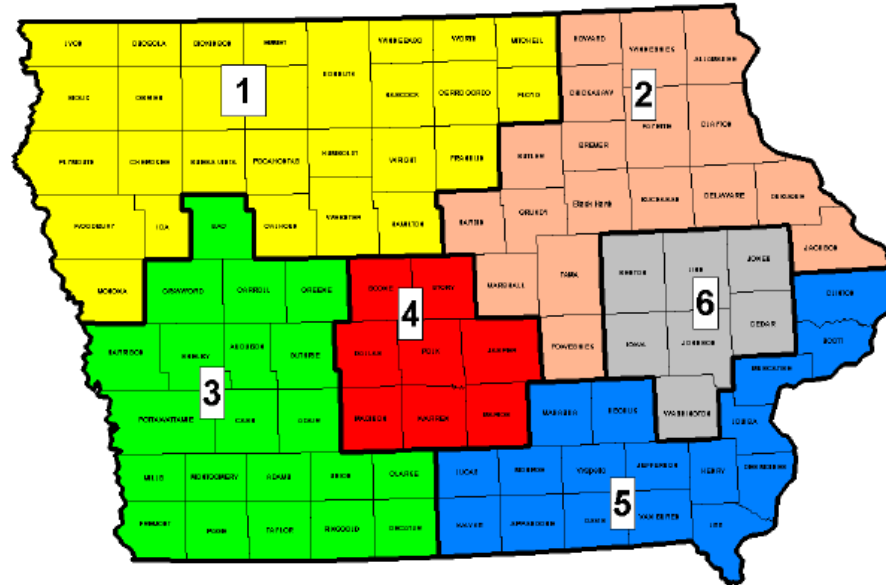 LYON OSCEOLA DICKINSON EMMET WINNEBAGO WORTH MITCHELL HOWARD WINNESHIEK ALLAMAKEE
KOSSUTH
SIOUX OBRIEN HANCOCK CERRO GORDO FLOYD CHICKASAW
1
2
PLYMOUTH CHEROKEE BUENA VISTA POCAHONTAS HUMBOLDT WRIGHT FRANKLIN BUTLER BREMER FAYETTE CLAYTON
WOODBURY IDA SAC CALHOUN WEBSTER HAMILTON HARDIN GRUNDY Black Hawk BUCHANAN DELAWARE DUBUQUE
MONONA CRAWFORD CARROLL GREENE BOONE STORY MARSHALL TAMA BENTON LINN JONES JACKSON
4
6
HARRISON SHELBY AUDUBON GUTHRIE DALLAS POLK JASPER POWESHIEK IOWA JOHNSON CEDAR CLINTON
SCOTT
3
POTTAWATTAMIE CASS ADAIR MADISON WARREN MARION MAHASKA KEOKUK WASHINGTON MUSCATINE
LOUISA
MILLS MONTGOMERY ADAMS UNION CLARKE LUCAS MONROE Wapello JEFFERSON HENRY DES MOINES
5
FREMONT PAGE TAYLOR RINGGOLD DECATUR WAYNE APPANOOSE DAVIS VAN BUREN LEE